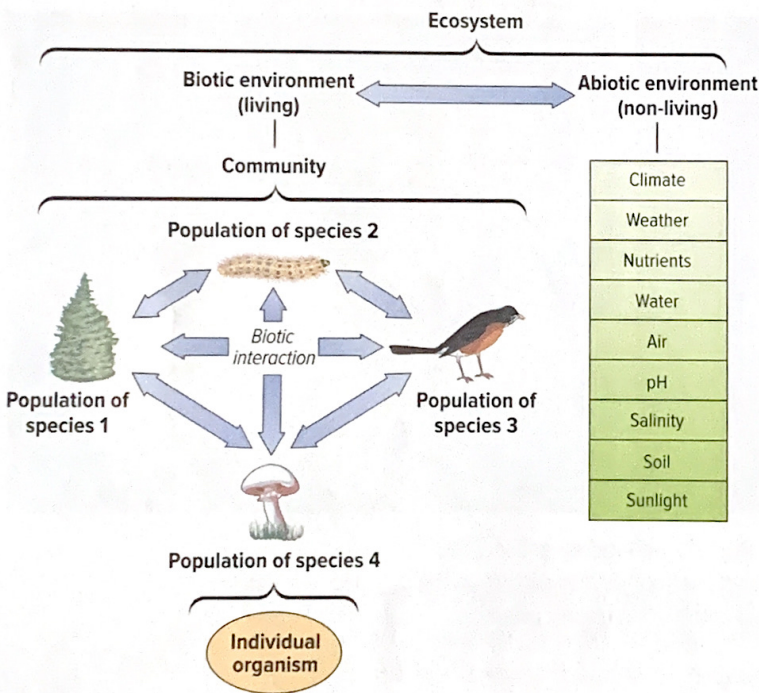 Ecosystem
Biotic environment
(living)
Abiotic environment
(non-living)
Community
Population of species 2
Biotic
interaction
Population of
species 1
Population of
species 3
Population of species 4
Individual
organism
Climate
Weather
Nutrients
Water
Air
pH
Salinity
Soil
Sunlight